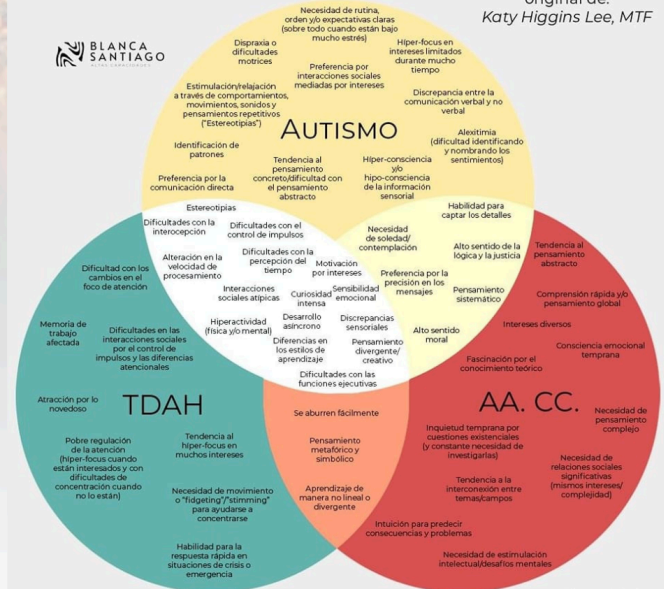 original de:
Katy Higgins Lee, MTF
BLANCA
SANTIAGO
Necesidad de rutina,
orden y/o expectativas claras
(sobre todo cuando están bajo
mucho estrés)
Dispraxia o
dificultades
motrices
Híper-focus en
intereses limitados
durante mucho
tiempo
Preferencia por
interacciones sociales
mediadas por intereses
Estimulación/relajación
a través de comportamientos,
movimientos, sonidos y
pensamientos repetitivos
("Estereotipias")
Discrepancia entre la
comunicación verbal y no
verbal
AUTISMO
Alexitimia
(dificultad identificando
y nombrando los
sentimientos)
Identificación de
patrones
Tendencia al
pensamiento
concreto/dificultad con
el pensamiento
abstracto
Híper-consciencia
y/o
hipo-consciencia
de la información
sensorial
Preferencia por la
comunicación directa
Estereotipias
Dificultades con la
interocepción
Dificultades con el
control de impulsos
Alteración en la
velocidad de
procesamiento
Dificultades con la
percepción del
tiempo
Motivación
por intereses
Interacciones
sociales atípicas
Curiosidad
intensa
Sensibilidad
emocional
Hiperactividad
(física y/o mental)
Desarrollo
asíncrono
Discrepancias
sensoriales
Diferencias en
los estilos de
aprendizaje
Pensamiento
divergente/
creativo
Dificultades con las
funciones ejecutivas
Habilidad para
captar los detalles
Necesidad
de soledad/
contemplación
Alto sentido de la
lógica y la justicia
Preferencia por la
precisión en los
mensajes
Pensamiento
sistemático
Alto sentido
moral
Dificultad con los
cambios en el
foco de atención
Memoria de
trabajo
afectada
Dificultades en las
interacciones sociales
por el control de
impulsos y las diferencias
atencionales
Atracción por lo
novedoso
TDAH
Pobre regulación
de la atención
(híper-focus cuando
están interesados y con
dificultades de
concentración cuando
no lo están)
Tendencia al
híper-focus en
muchos intereses
Necesidad de movimiento
o "fidgeting"/"stimming"
para ayudarse a
concentrarse
Habilidad para la
respuesta rápida en
situaciones de crisis o
emergencia
Se aburren fácilmente
Pensamiento
metafórico y
simbólico
Aprendizaje de
manera no lineal o
divergente
Tendencia al
pensamiento
abstracto
Comprensión rápida y/o
pensamiento global
Intereses diversos
Consciencia emocional
temprana
Fascinación por el
conocimiento teórico
AA. CC.
Necesidad de
pensamiento
complejo
Inquietud temprana por
cuestiones existenciales
(y constante necesidad de
investigarlas)
Necesidad de
relaciones sociales
significativas
(mismos intereses/
complejidad)
Tendencia a la
interconexión entre
temas/campos
Intuición para predecir
consecuencias y problemas
Necesidad de estimulación
intelectual/desafíos mentales